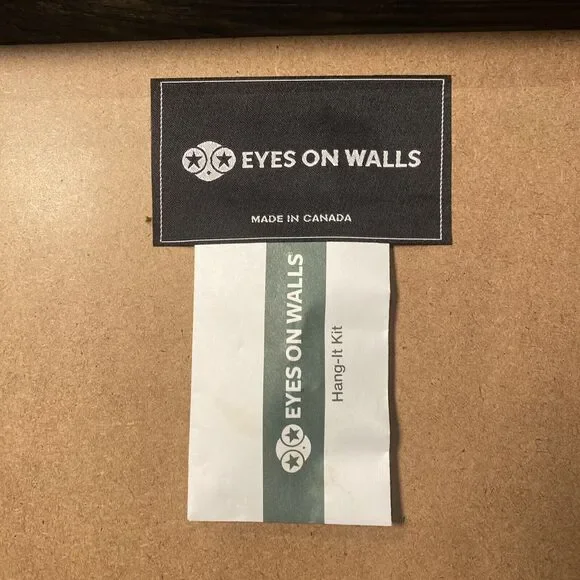 EYES ON WALLS
MADE IN CANADA
EYES ON WALLS
Hang-It Kit